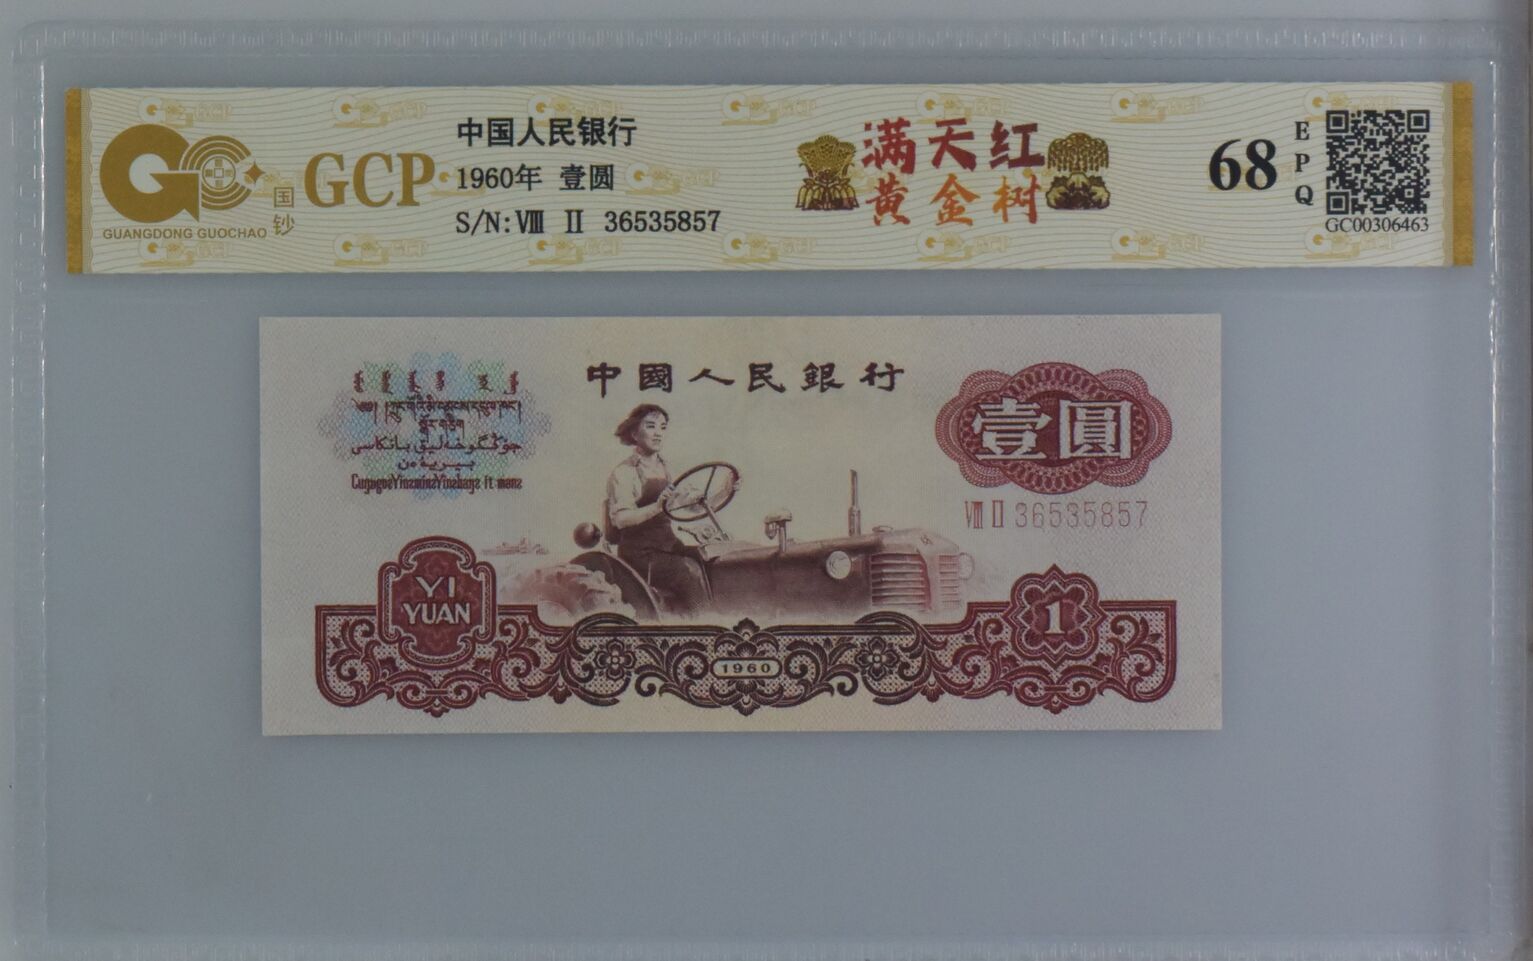 GCP
国钞
GUANGDONG GUOCHAO
中国人民银行
1960年 壹圆
S/N: Ⅷ Ⅱ 36535857
满天红
黄金树
68
EPQ
GC00306463
中國人民銀行
壹圓
Ⅷ Ⅱ 36535857
YI
YUAN
1960
1